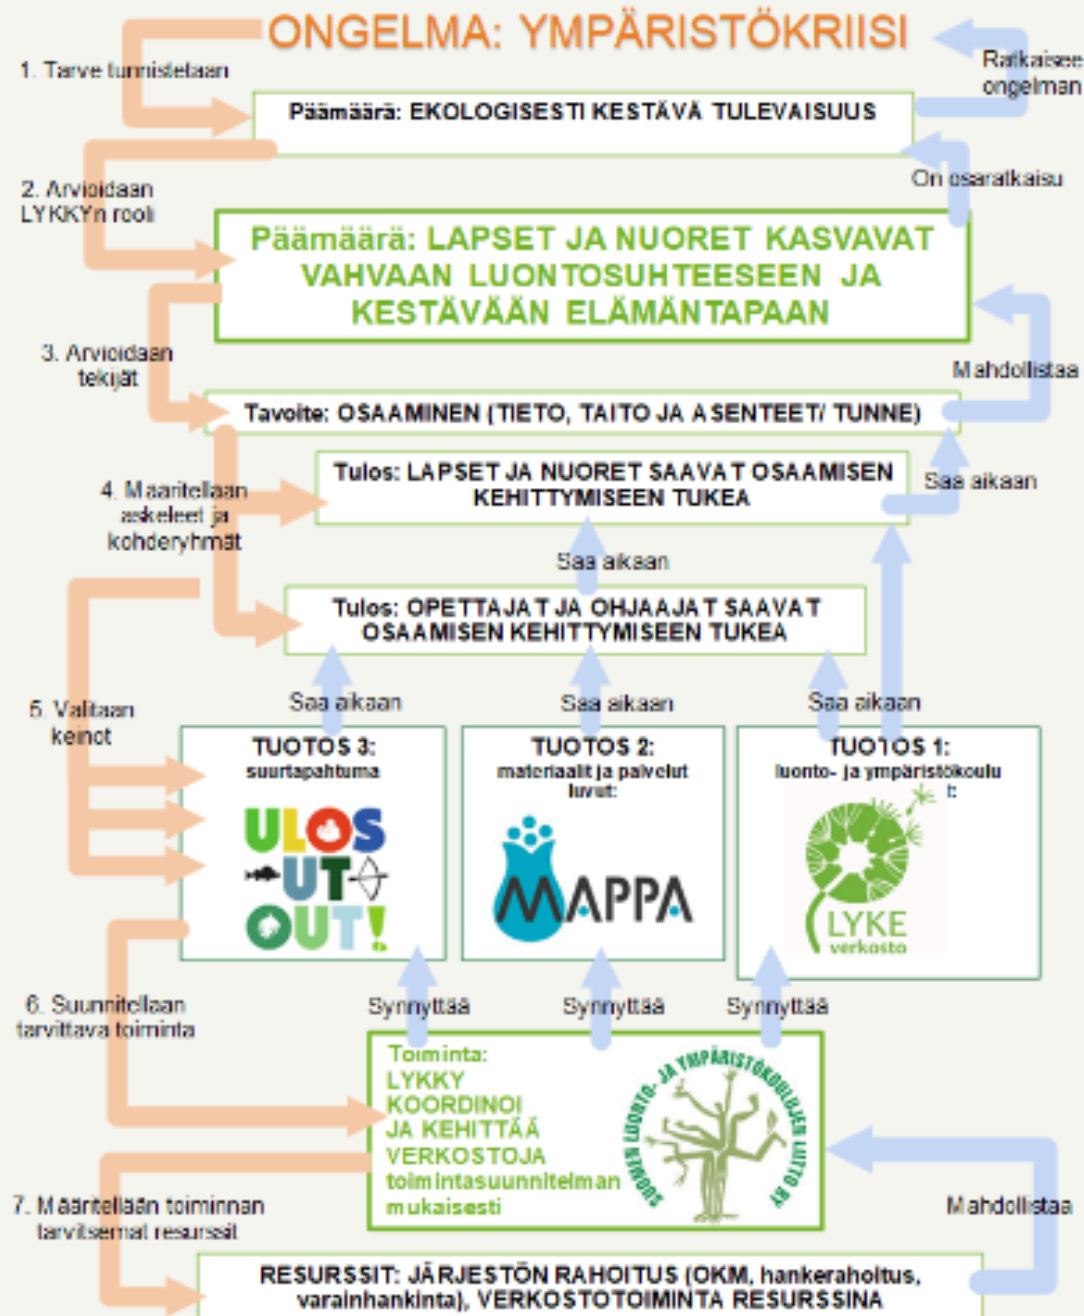 ONGELMA: YMPÄRISTÖKRIISI
1. Tarve tunnistetaan
Ratkaisee
ongelman
Päämäärä: EKOLOGISESTI KESTÄVÄ TULEVAISUUS
2. Arvioidaan
LYKKYn rooli
On osaratkaisu
Päämäärä: LAPSET JA NUORET KASVAVAT
VAHVAAN LUONTOSUHTEESEEN JA
KESTÄVÄÄN ELÄMÄNTAPAAN
3. Arvioidaan
tekijät
Mahdollistaa
Tavoite: OSAAMINEN (TIETO, TAITO JA ASENTEET/ TUNNE)
Tulos: LAPSET JA NUORET SAAVAT OSAAMISEN
KEHITTYMISEEN TUKEA
Saa aikaan
4. Määritellään
askeleet ja
kohderyhmät
Saa aikaan
Tulos: OPETTAJAT JA OHJAAJAT SAAVAT
OSAAMISEN KEHITTYMISEEN TUKEA
5. Valitaan
keinot
Saa aikaan
Saa aikaan
Saa aikaan
TUOTOS 3:
suurtapahtuma
ULOS
UT
OUT!
TUOTOS 2:
materiaalit ja palvelut
luvut:
MAPPA
TUOTOS 1:
luonto- ja ympäristökoulu
t:
LYKE
verkosto
6. Suunnitellaan
tarvittava toiminta
Synnyttää
Synnyttää
Synnyttää
Toiminta:
LYKKY
KOORDINOI
JA KEHITTÄÄ
VERKOSTOJA
toimintasuunnitelman
mukaisesti
SUOMEN LUONTO- JA YMPÄRISTÖKOULUJEN LIITTO RY
7. Määritellään toiminnan
tarvitsemat resurssit
Mahdollistaa
RESURSSIT: JÄRJESTÖN RAHOITUS (OKM, hankerahoitus,
varainhankinta), VERKOSTOTOIMINTA RESURSSINA